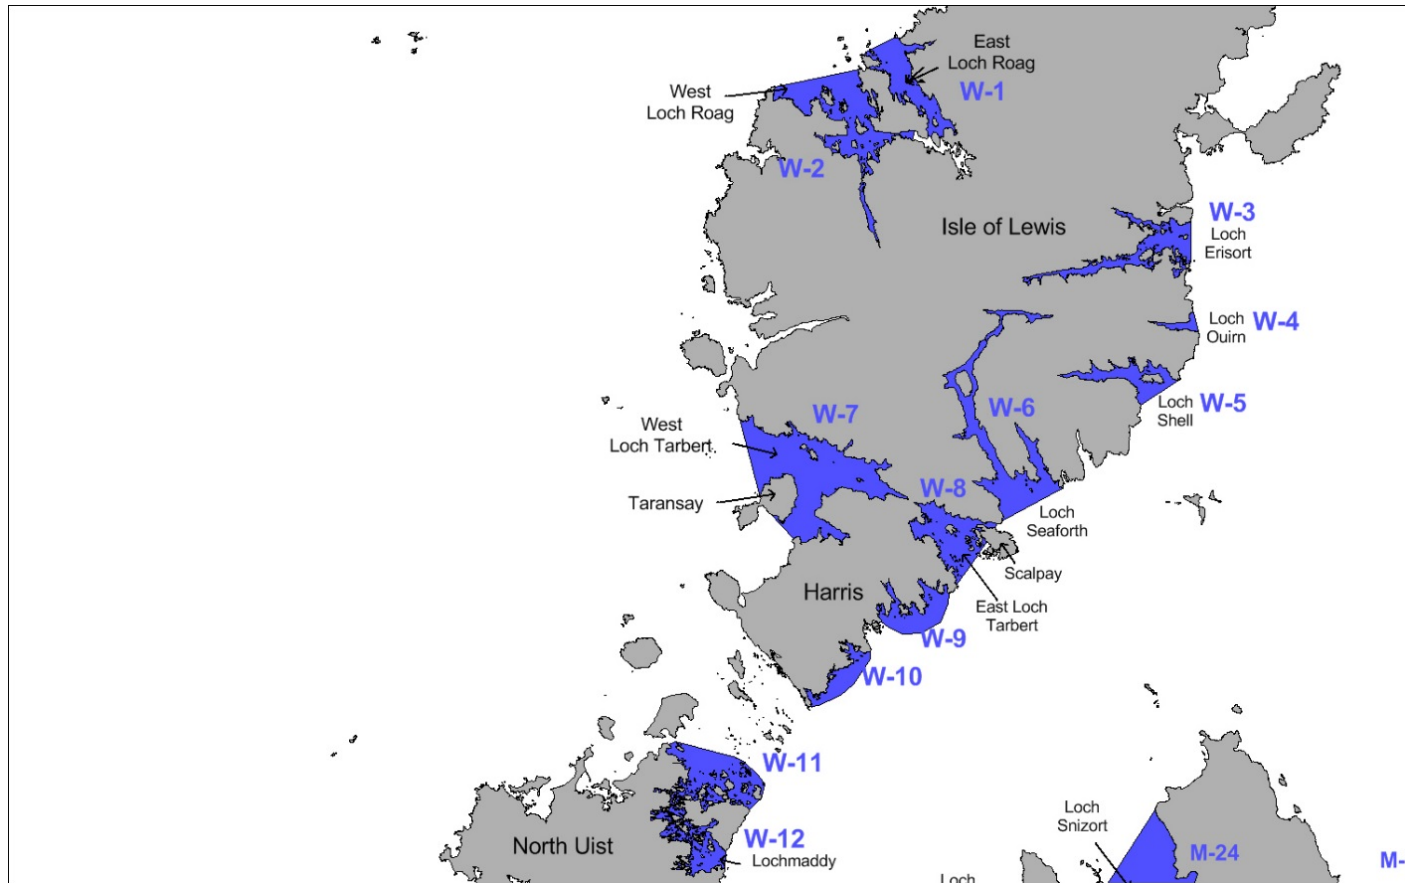 East
Loch Roag
W-1
West
Loch Roag
W-2
Isle of Lewis
W-3
Loch
Erisort
Loch
Ouirn
W-4
W-5
Loch
Shell
W-6
W-7
West
Loch Tarbert
Taransay
W-8
Loch
Seaforth
Scalpay
East Loch
Tarbert
Harris
W-9
W-10
W-11
North Uist
W-12
Lochmaddy
Loch
Snizort
M-24
M-
Loch